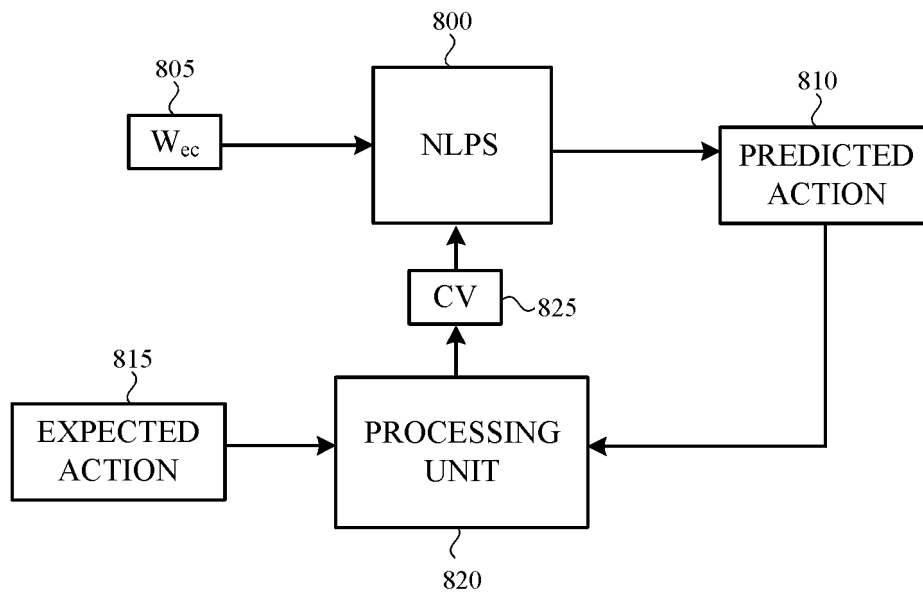 800
805
810
W_ec
NLPS
PREDICTED
ACTION
CV
825
815
EXPECTED
ACTION
PROCESSING
UNIT
820